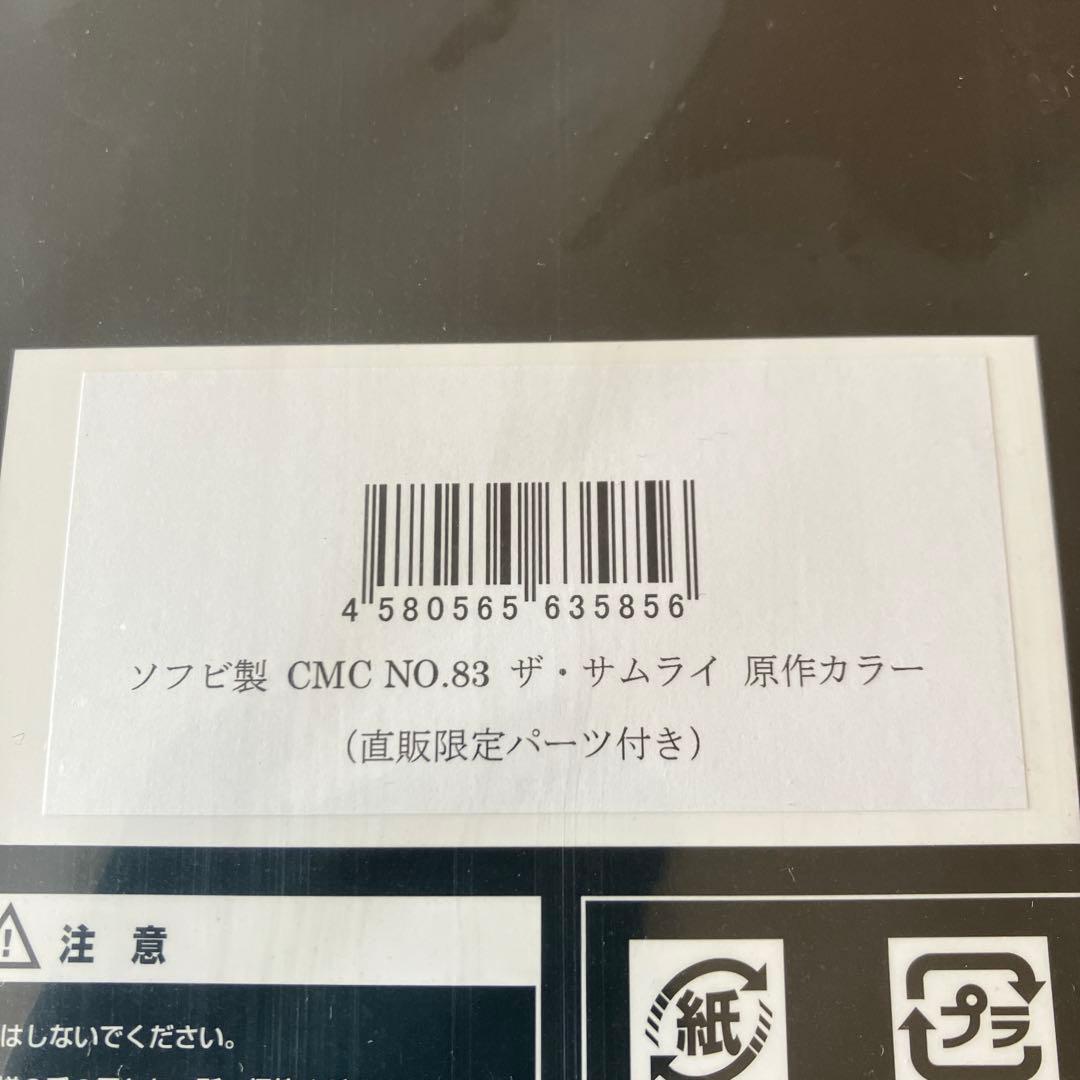 4 580565 635856
ソフビ製 CMC NO.83 ザ・サムライ 原作カラー
（直販限定パーツ付き）
注意
はしないでください。
紙
プラ